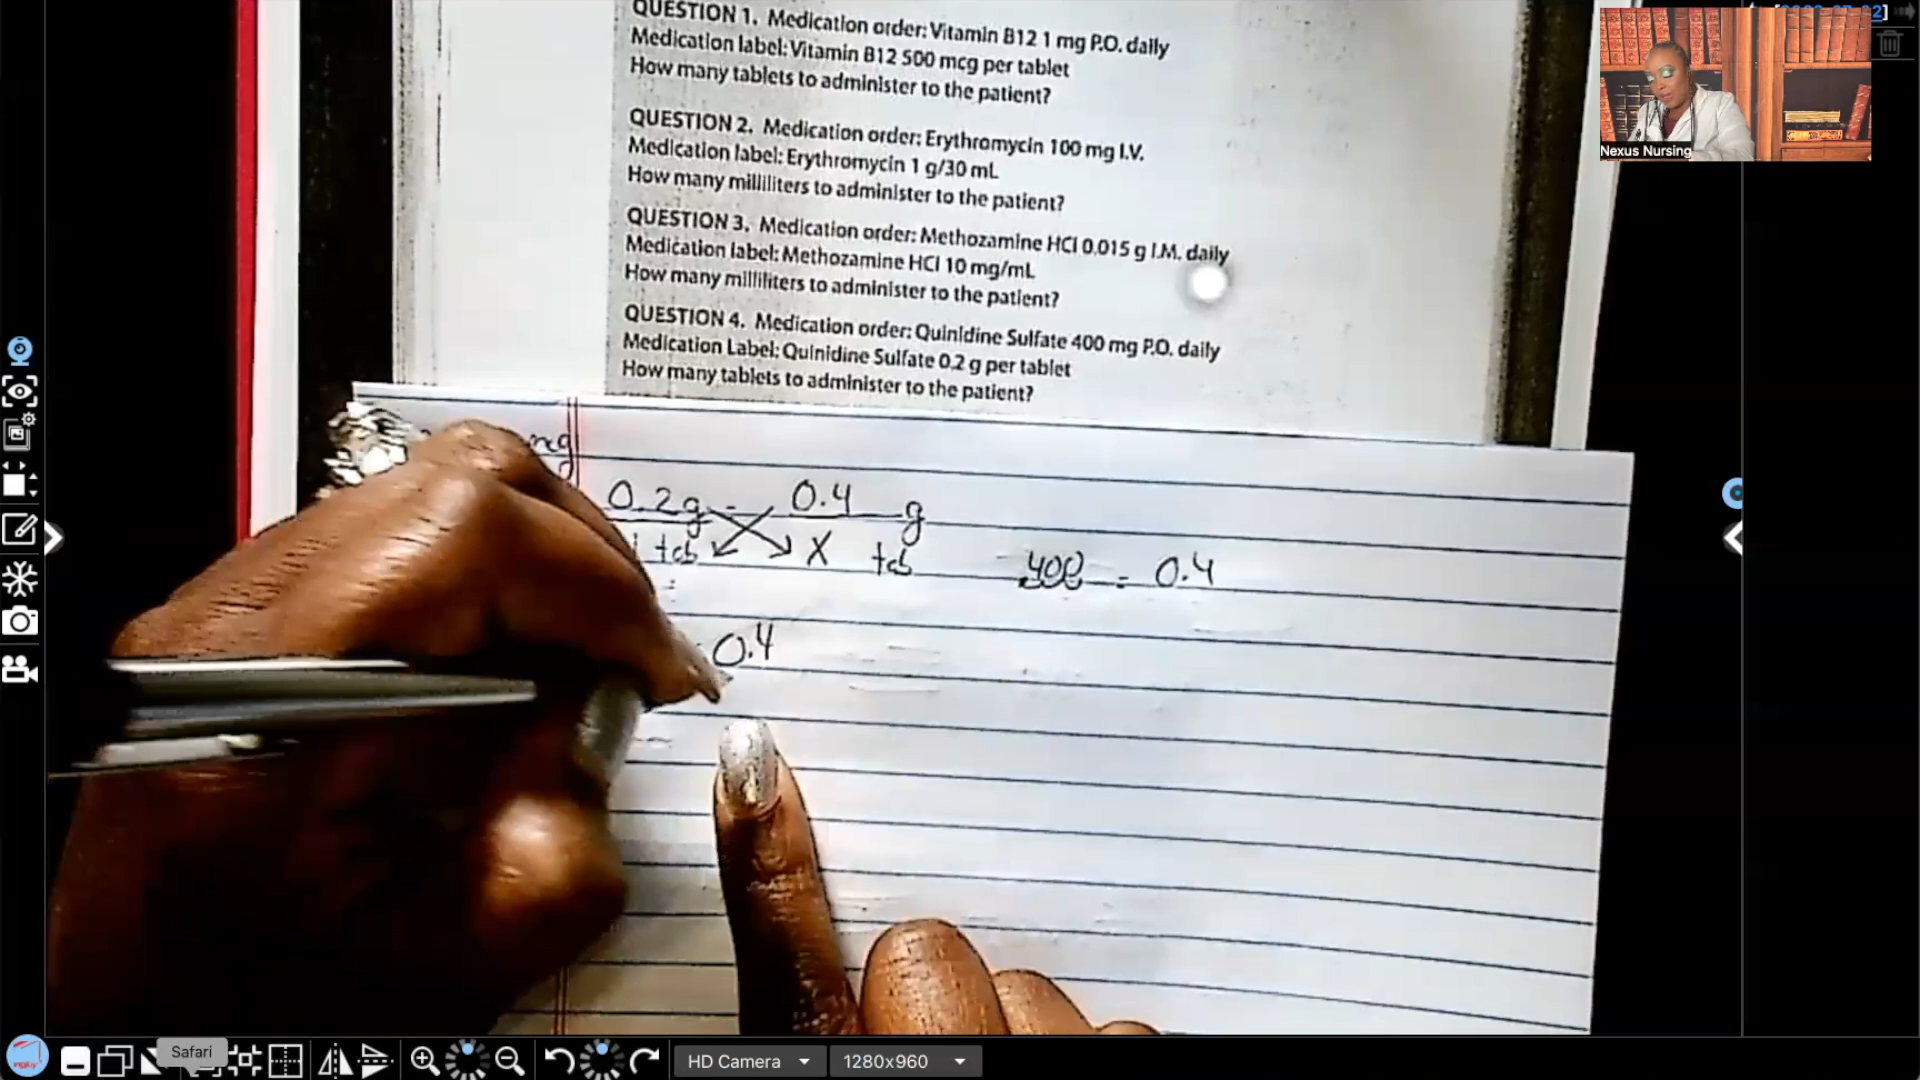 QUESTION 1. Medication order: Vitamin B12 1 mg P.O. daily
Medication label: Vitamin B12 500 mcg per tablet
How many tablets to administer to the patient?
QUESTION 2. Medication order: Erythromycin 100 mg I.V.
Medication label: Erythromycin 1 g/30 mL
How many milliliters to administer to the patient?
QUESTION 3. Medication order: Methozamine HCl 0.015 g I.M. daily
Medication label: Methozamine HCl 10 mg/mL
How many milliliters to administer to the patient?
QUESTION 4. Medication order: Quinidine Sulfate 400 mg P.O. daily
Medication Label: Quinidine Sulfate 0.2 g per tablet
How many tablets to administer to the patient?
0.2g = 0.4 g
tab X tab
400 = 0.4
0.4
Nexus Nursing
Safari
HD Camera
1280x960